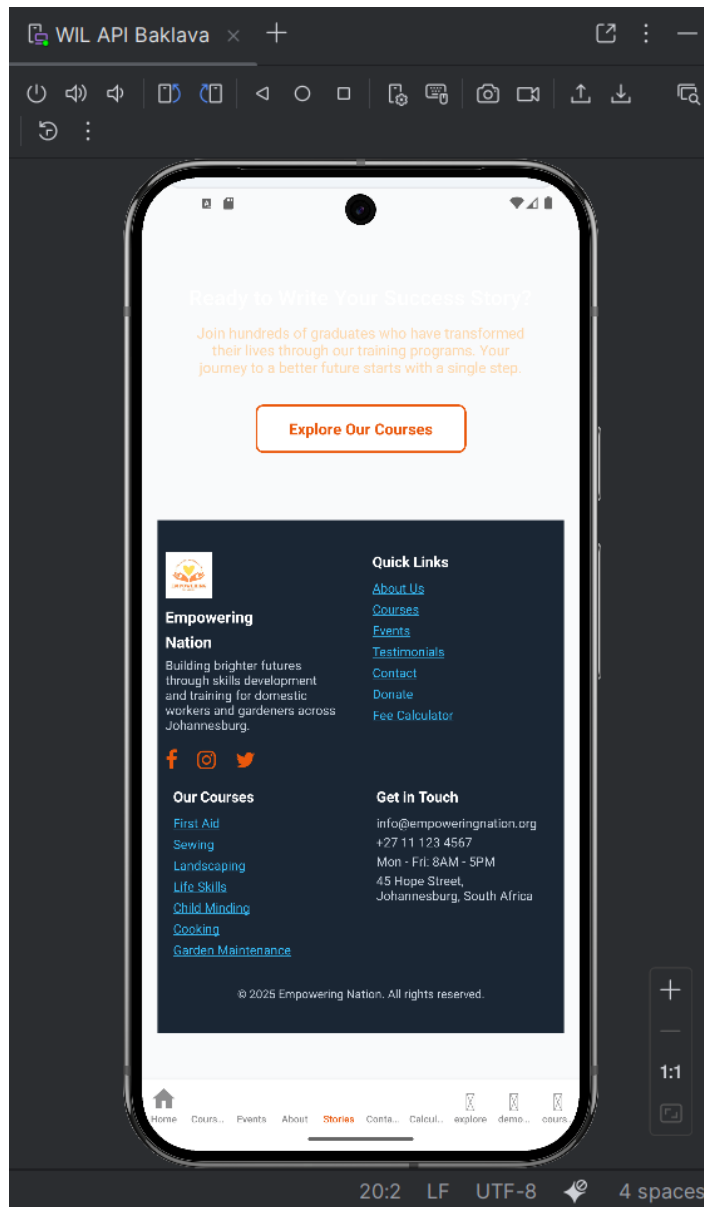 WIL API Baklava
Ready to Write Your Success Story?
Join hundreds of graduates who have transformed
their lives through our training programs. Your
journey to a better future starts with a single step.
Explore Our Courses
Empowering
Nation
Building brighter futures
through skills development
and training for domestic
workers and gardeners across
Johannesburg.
Quick Links
About Us
Courses
Events
Testimonials
Contact
Donate
Fee Calculator
Our Courses
First Aid
Sewing
Landscaping
Life Skills
Child Minding
Cooking
Garden Maintenance
Get in Touch
info@empoweringnation.org
+27 11 123 4567
Mon - Fri: 8AM - 5PM
45 Hope Street,
Johannesburg, South Africa
© 2025 Empowering Nation. All rights reserved.
Home Cours... Events About Stories Conta... Calcul... explore demo... cours...
1:1
20:2 LF UTF-8 4 spaces